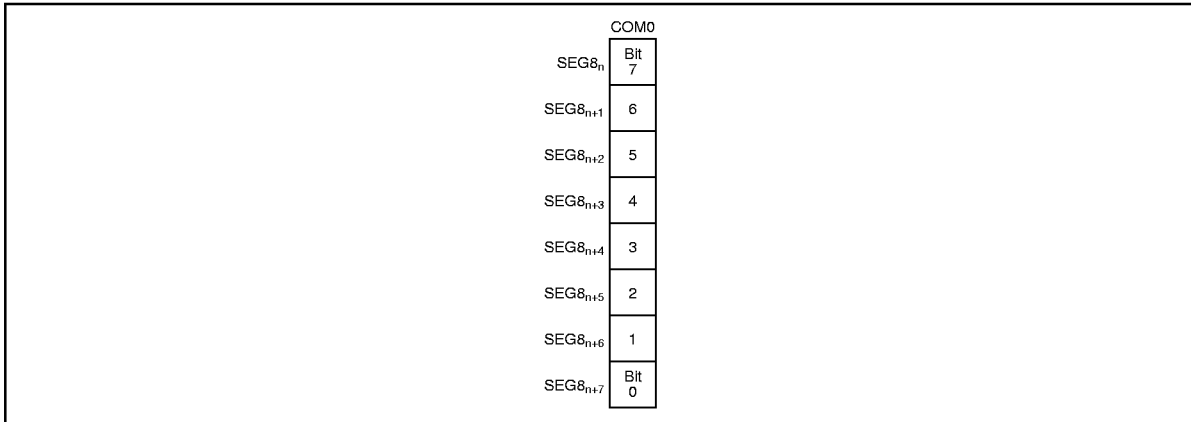 COM0
SEG8n Bit 7
SEG8n+1 6
SEG8n+2 5
SEG8n+3 4
SEG8n+4 3
SEG8n+5 2
SEG8n+6 1
SEG8n+7 Bit 0